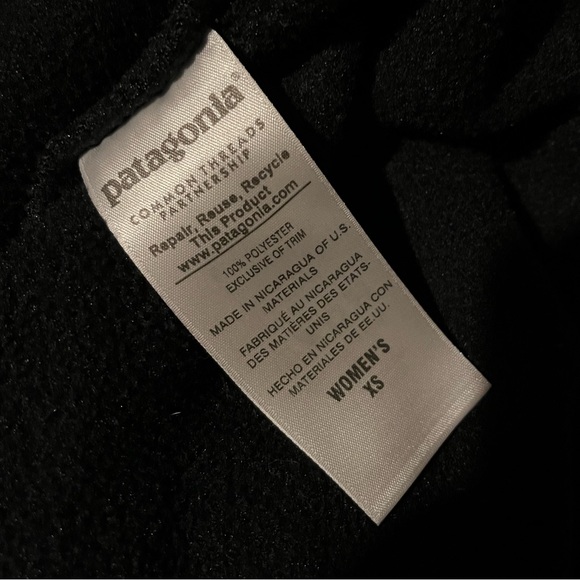 patagonia®
COMMON THREADS
PARTNERSHIP
Repair, Reuse, Recycle
This Product
www.patagonia.com
100% POLYESTER
EXCLUSIVE OF TRIM
MADE IN NICARAGUA OF U.S.
MATERIALS
FABRIQUÉ AU NICARAGUA
DES MATIÈRES DES ETATS-
UNIS
HECHO EN NICARAGUA CON
MATERIALES DE EE.UU.
WOMEN'S
XS